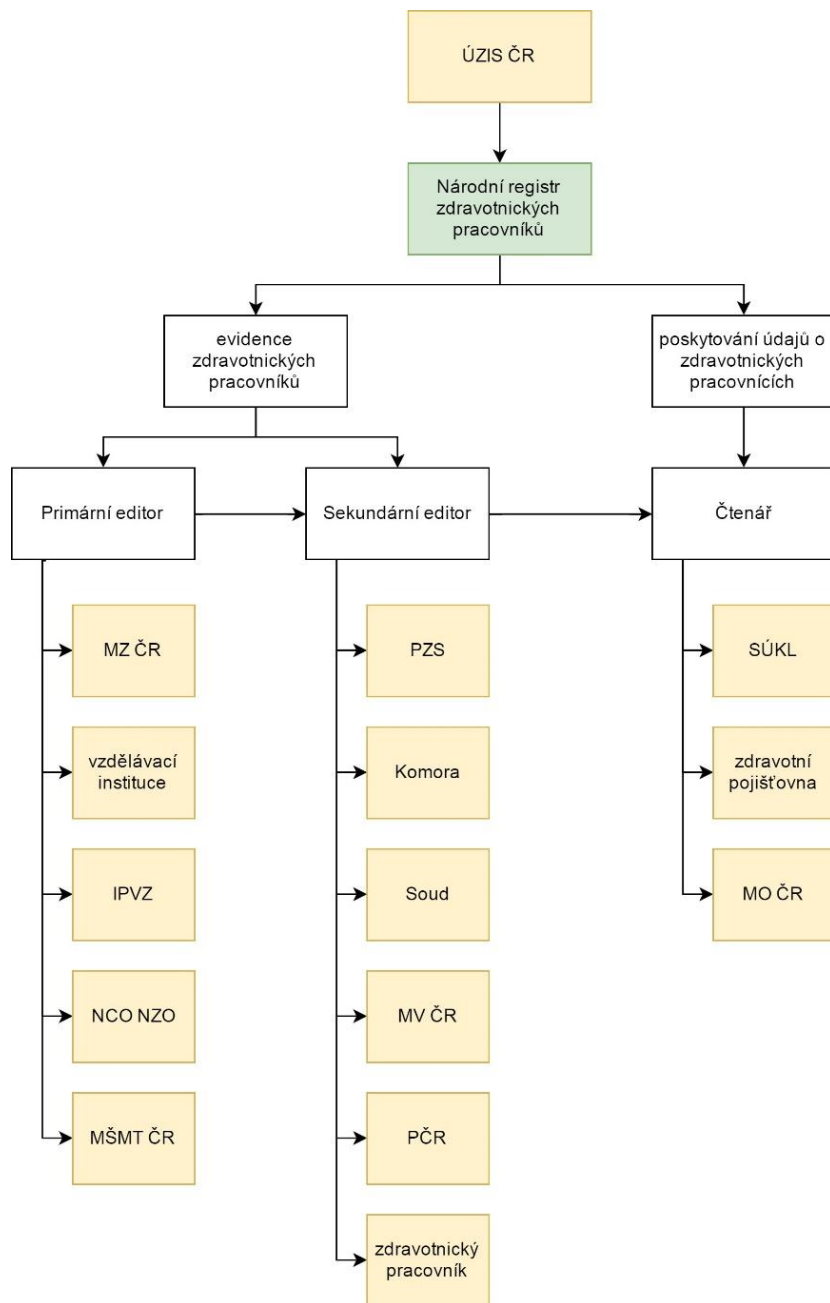 ÚZIS ČR
Národní registr
zdravotnických
pracovníků
evidence
zdravotnických
pracovníků
poskytování údajů o
zdravotnických
pracovnících
Primární editor
Sekundární editor
Čtenář
MZ ČR
PZS
SÚKL
vzdělávací
instituce
Komora
zdravotní
pojišťovna
IPVZ
Soud
MO ČR
NCO NZO
MV ČR
MŠMT ČR
PČR
zdravotnický
pracovník